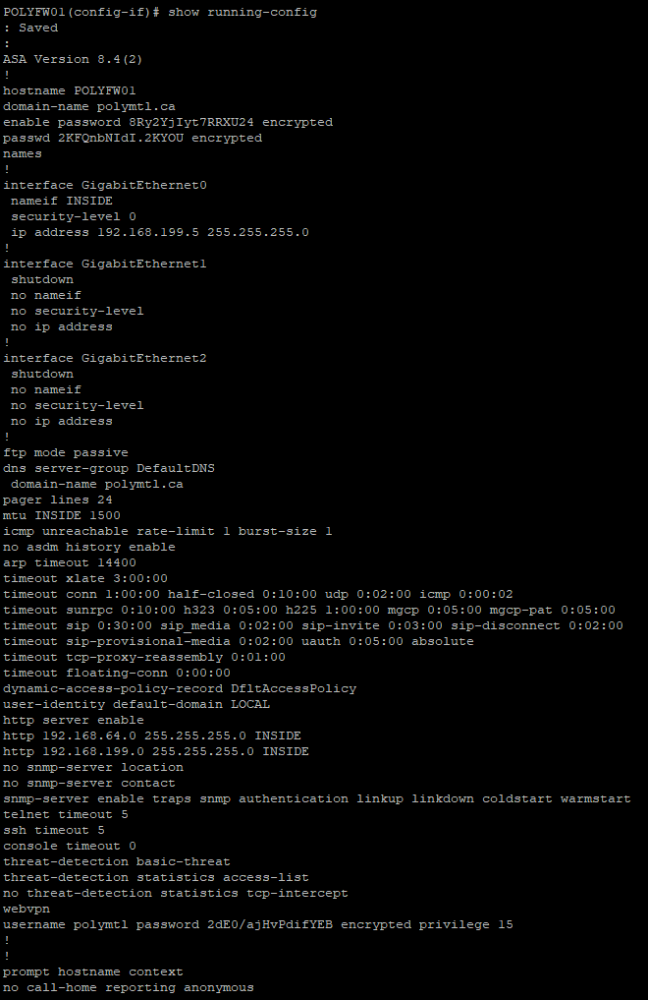 POLYFW01(config-if)# show running-config
: Saved
:
ASA Version 8.4(2)
!
hostname POLYFW01
domain-name polymtl.ca
enable password 8Ry2YjIyt7RRXU24 encrypted
passwd 2KFQnbNIdI.2KYOU encrypted
names
!
interface GigabitEthernet0
 nameif INSIDE
 security-level 0
 ip address 192.168.199.5 255.255.255.0
!
interface GigabitEthernet1
 shutdown
 no nameif
 no security-level
 no ip address
!
interface GigabitEthernet2
 shutdown
 no nameif
 no security-level
 no ip address
!
ftp mode passive
dns server-group DefaultDNS
 domain-name polymtl.ca
pager lines 24
mtu INSIDE 1500
icmp unreachable rate-limit 1 burst-size 1
no asdm history enable
arp timeout 14400
timeout xlate 3:00:00
timeout conn 1:00:00 half-closed 0:10:00 udp 0:02:00 icmp 0:00:02
timeout sunrpc 0:10:00 h323 0:05:00 h225 1:00:00 mgcp 0:05:00 mgcp-pat 0:05:00
timeout sip 0:30:00 sip_media 0:02:00 sip-invite 0:03:00 sip-disconnect 0:02:00
timeout sip-provisional-media 0:02:00 uauth 0:05:00 absolute
timeout tcp-proxy-reassembly 0:01:00
timeout floating-conn 0:00:00
dynamic-access-policy-record DfltAccessPolicy
user-identity default-domain LOCAL
http server enable
http 192.168.64.0 255.255.255.0 INSIDE
http 192.168.199.0 255.255.255.0 INSIDE
no snmp-server location
no snmp-server contact
snmp-server enable traps snmp authentication linkup linkdown coldstart warmstart
telnet timeout 5
ssh timeout 5
console timeout 0
threat-detection basic-threat
threat-detection statistics access-list
no threat-detection statistics tcp-intercept
webvpn
username polymtl password 2dE0/ajHvPdifYEB encrypted privilege 15
!
!
prompt hostname context
no call-home reporting anonymous